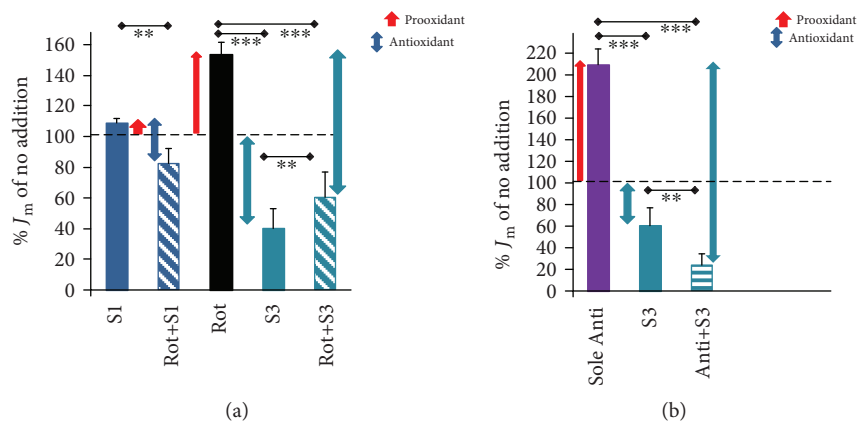 Prooxidant
Antioxidant
% Jm of no addition
160
140
120
100
80
60
40
20
0
**
***
***
**
S1
Rot+S1
Rot
S3
Rot+S3
(a)
Prooxidant
Antioxidant
% Jm of no addition
220
200
180
160
140
120
100
80
60
40
20
0
***
***
**
Sole Anti
S3
Anti+S3
(b)